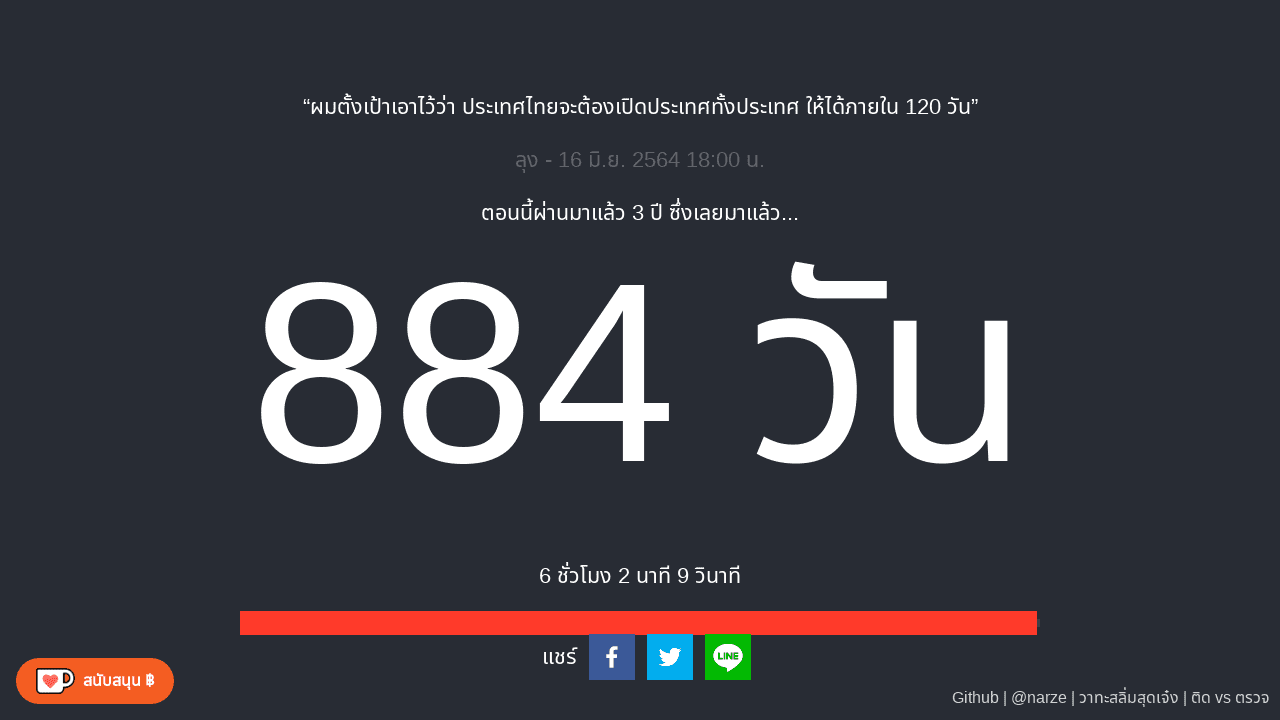 “ผมตั้งเป้าเอาไว้ว่า ประเทศไทยจะต้องเปิดประเทศทั้งประเทศ ให้ได้ภายใน 120 วัน”
ลุง - 16 มิ.ย. 2564 18:00 น.
ตอนนี้ผ่านมาแล้ว 3 ปี ซึ่งเลยมาแล้ว...
884 วัน
6 ชั่วโมง 2 นาที 9 วินาที
แชร์
LINE
สนับสนุน ฿
Github | @narze | วาทะสลิ่มสุดเจ๋ง | ติด vs ตรวจ